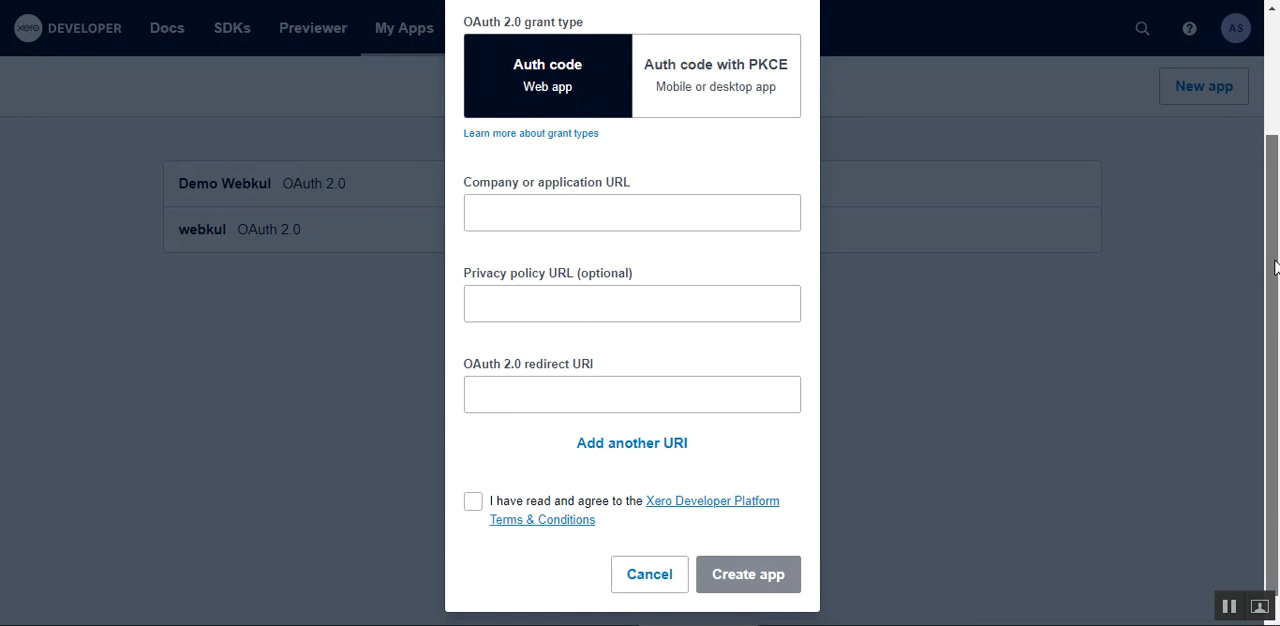 xero DEVELOPER Docs SDKs Previewer My Apps AS
New app
OAuth 2.0 grant type
Auth code Auth code with PKCE
Web app Mobile or desktop app
Learn more about grant types
Demo Webkul OAuth 2.0
webkul OAuth 2.0
Company or application URL
Privacy policy URL (optional)
OAuth 2.0 redirect URI
Add another URI
I have read and agree to the Xero Developer Platform
Terms & Conditions
Cancel Create app